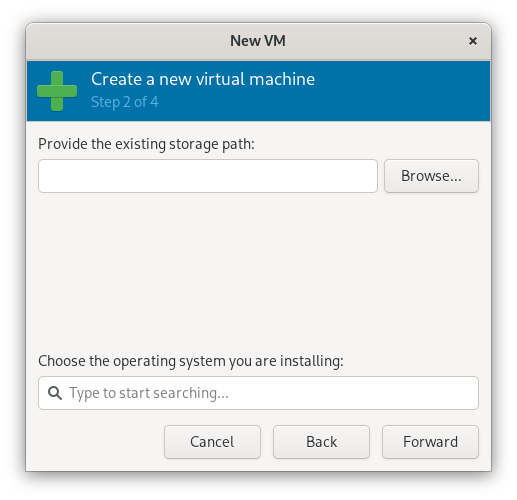 New VM
Create a new virtual machine
Step 2 of 4
Provide the existing storage path:
Browse...
Choose the operating system you are installing:
Type to start searching...
Cancel Back Forward